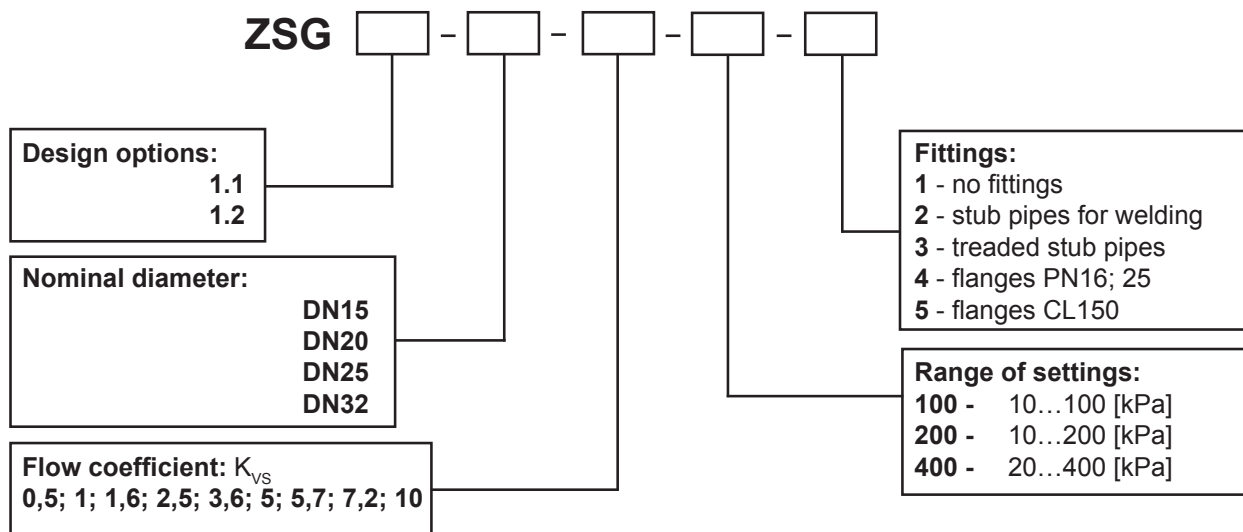 ZSG – – – –
Design options:
1.1
1.2
Nominal diameter:
DN15
DN20
DN25
DN32
Flow coefficient: KVS
0,5; 1; 1,6; 2,5; 3,6; 5; 5,7; 7,2; 10
Fittings:
1 - no fittings
2 - stub pipes for welding
3 - treaded stub pipes
4 - flanges PN16; 25
5 - flanges CL150
Range of settings:
100 - 10…100 [kPa]
200 - 10…200 [kPa]
400 - 20…400 [kPa]